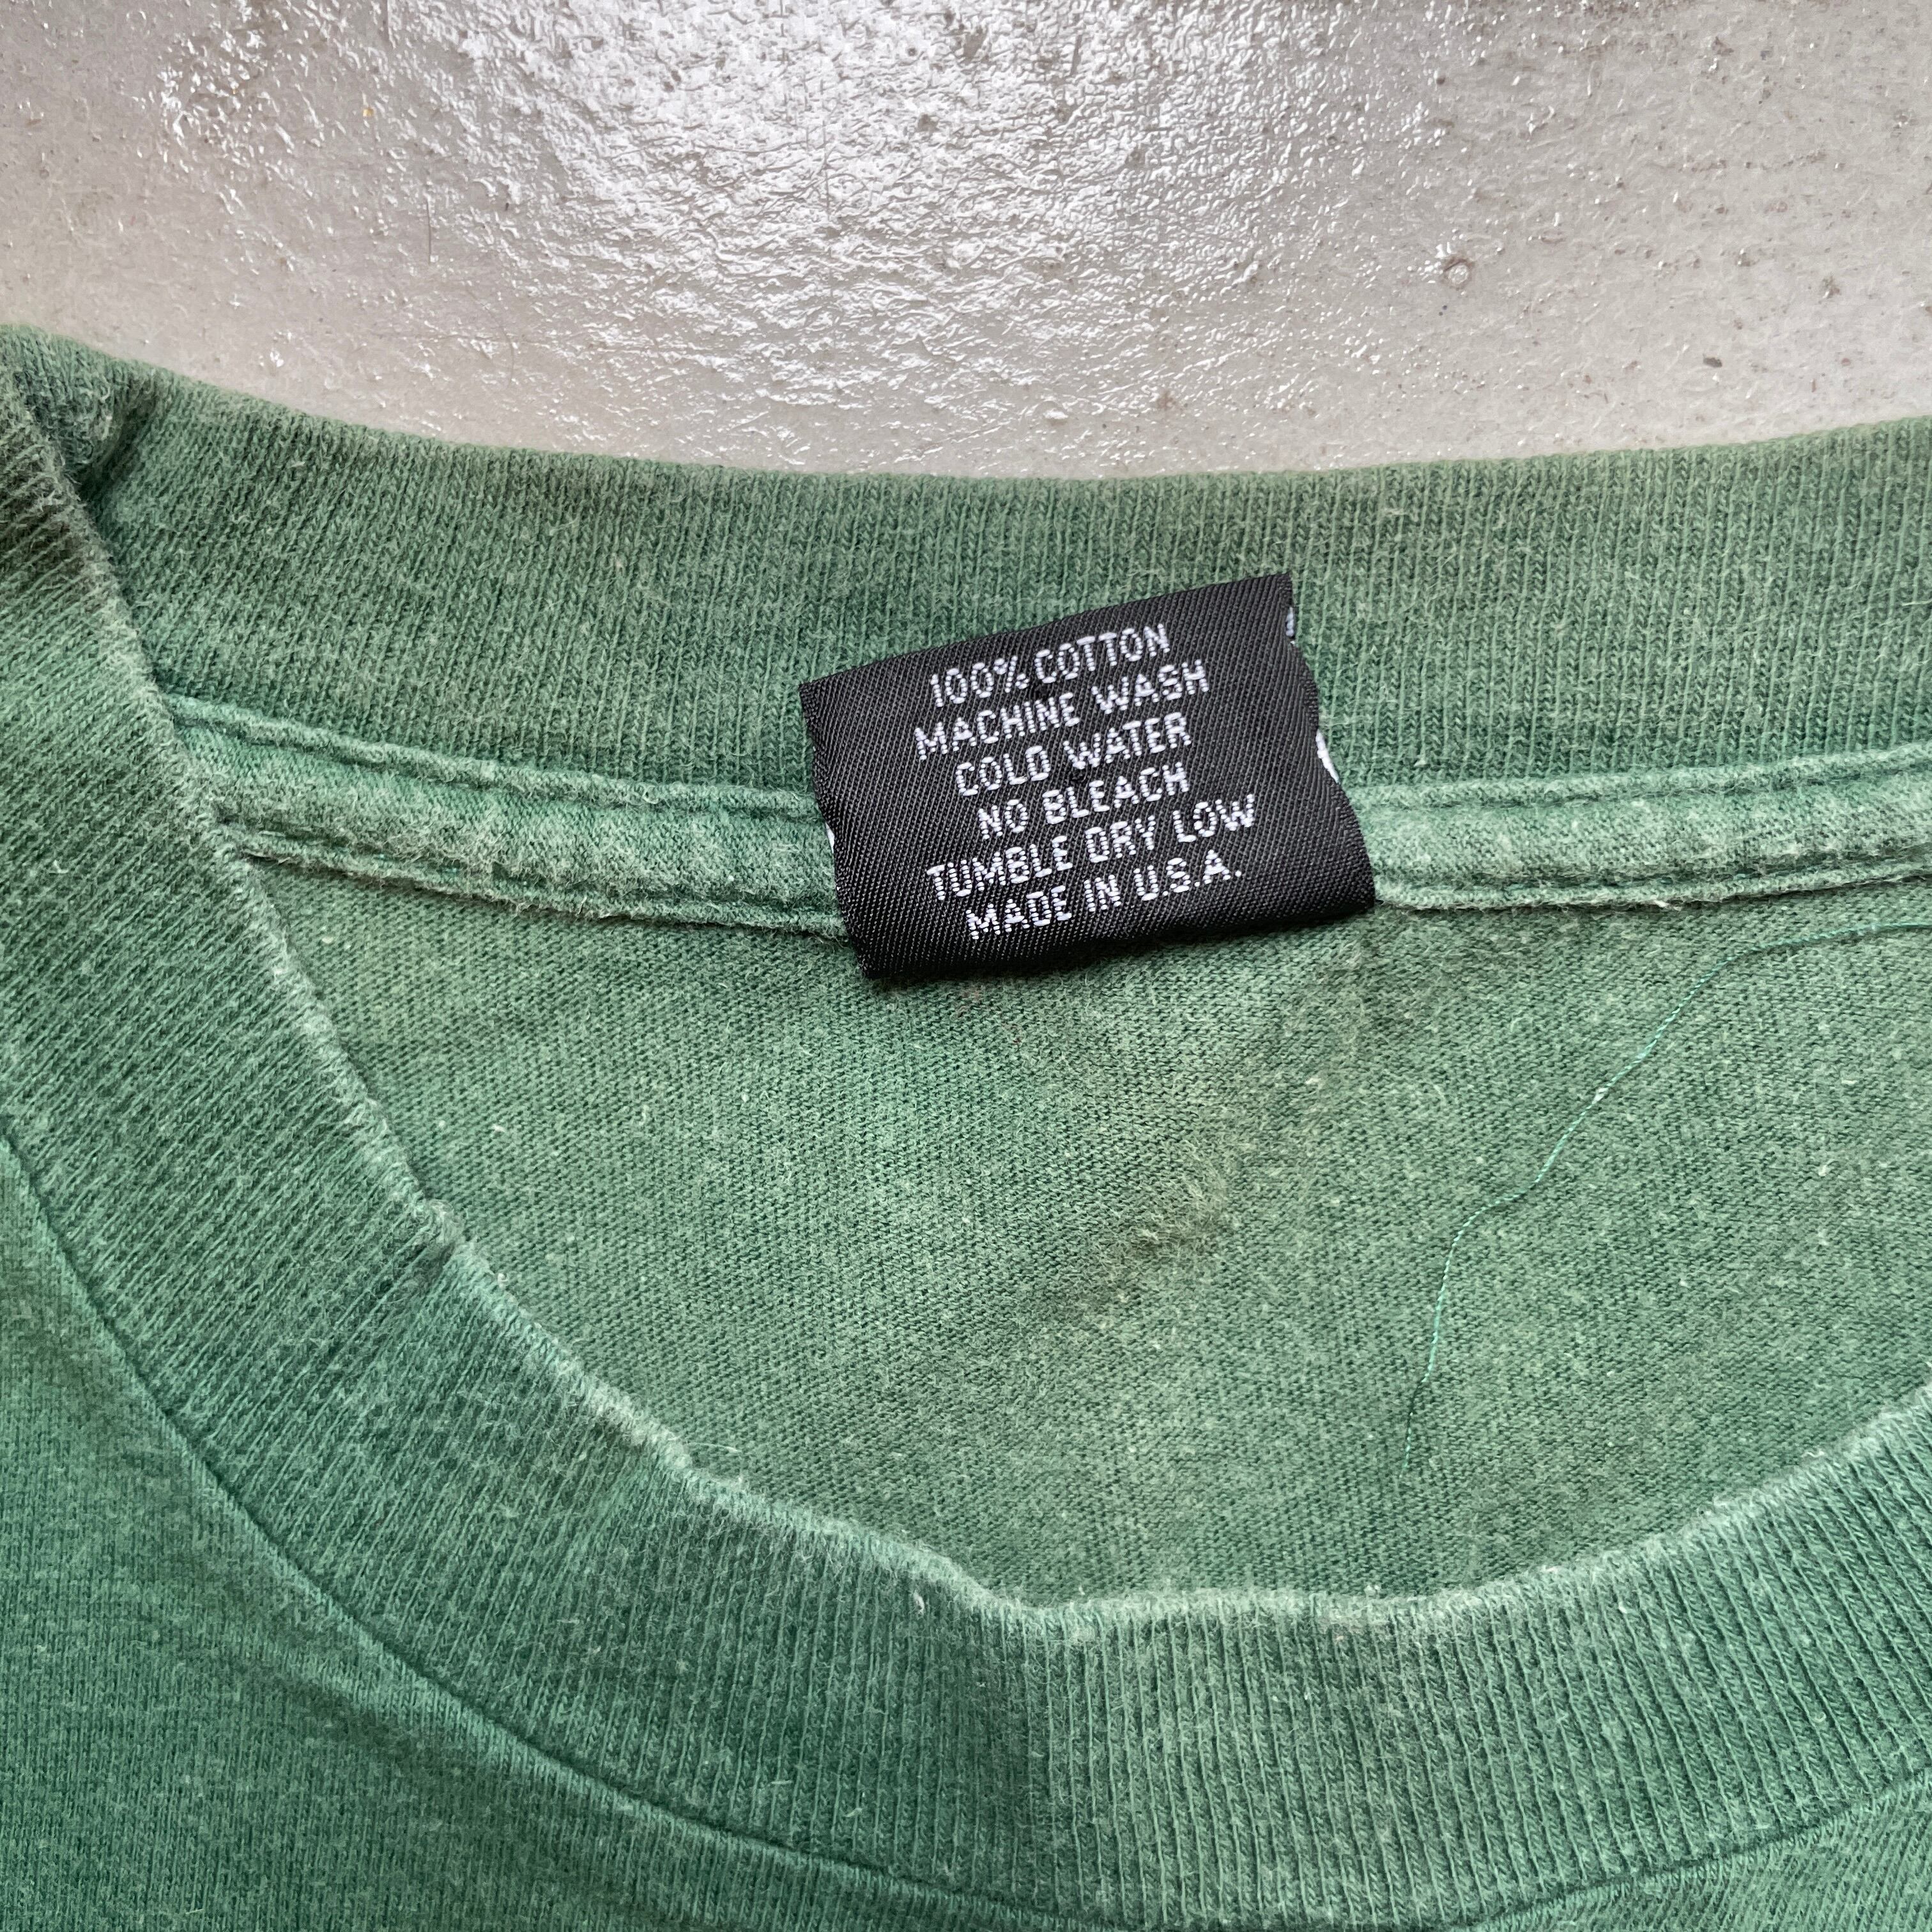 100% COTTON
MACHINE WASH
COLD WATER
NO BLEACH
TUMBLE DRY LOW
MADE IN U.S.A.